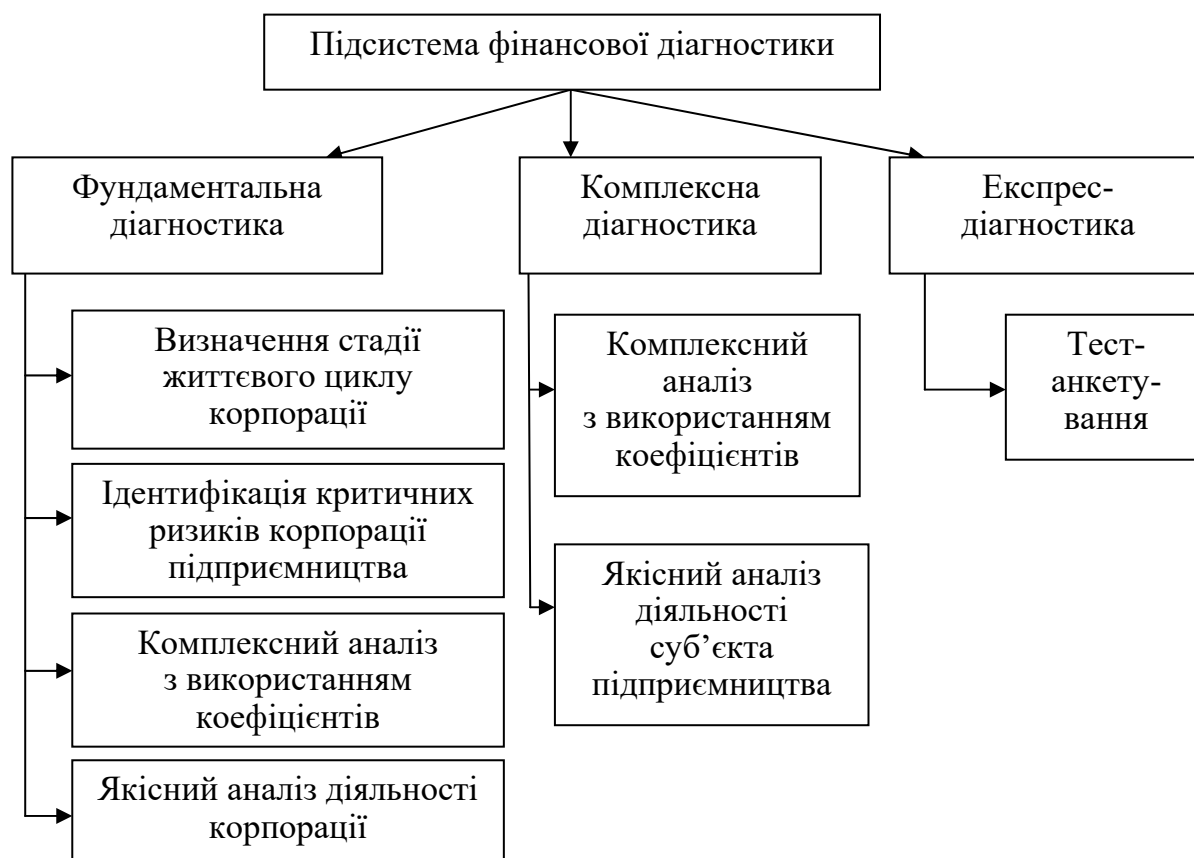 Підсистема фінансової діагностики
Фундаментальна
діагностика
Комплексна
діагностика
Експрес-
діагностика
Визначення стадії
життєвого циклу
корпорації
Ідентифікація критичних
ризиків корпорації
підприємництва
Комплексний аналіз
з використанням
коефіцієнтів
Якісний аналіз діяльності
корпорації
Комплексний
аналіз
з використанням
коефіцієнтів
Якісний аналіз
діяльності
суб’єкта
підприємництва
Тест-
анкету-
вання